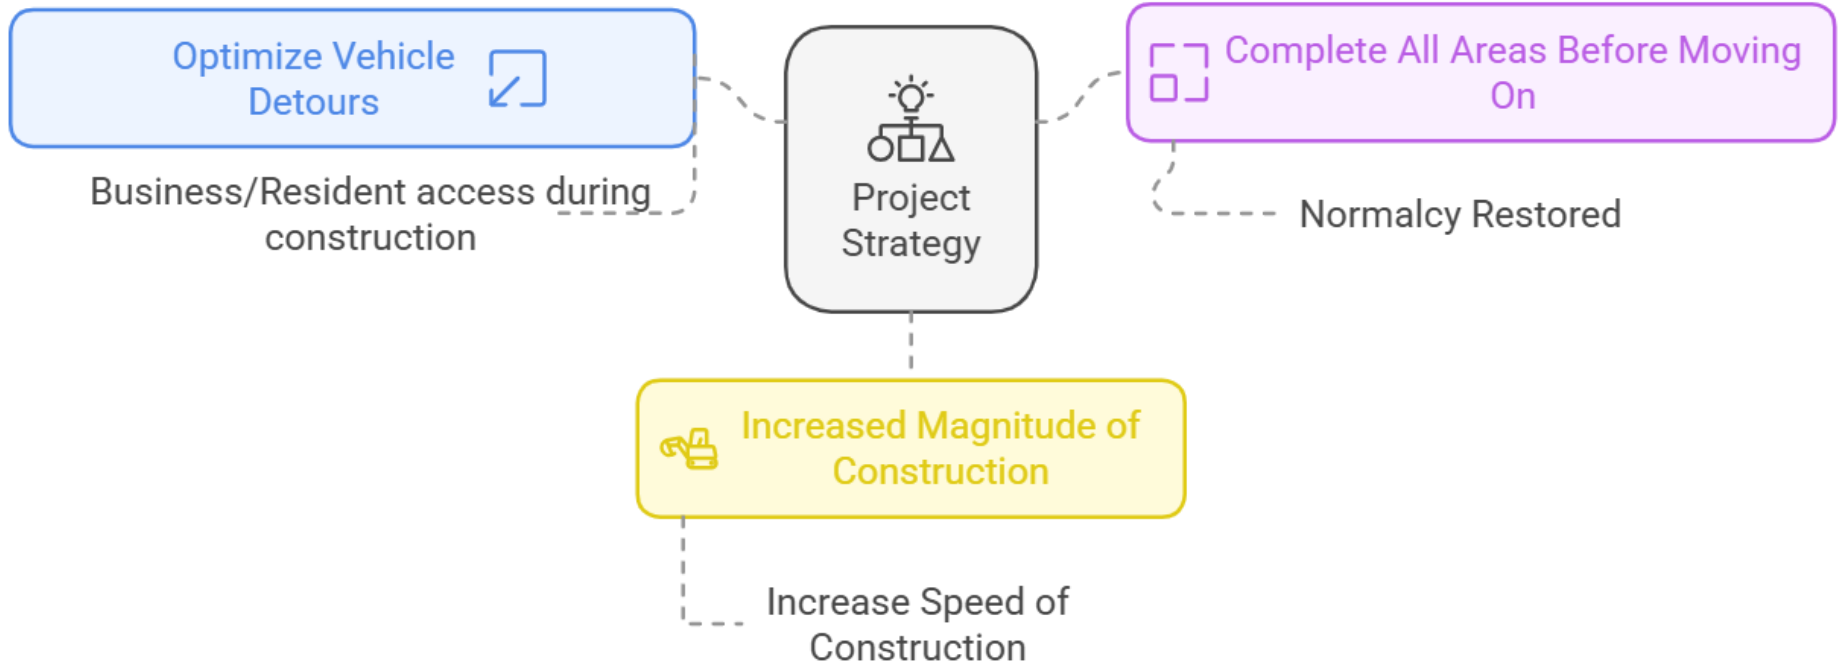 Optimize Vehicle
Detours
Business/Resident access during
construction
Project
Strategy
Complete All Areas Before Moving
On
Normalcy Restored
Increased Magnitude of
Construction
Increase Speed of
Construction